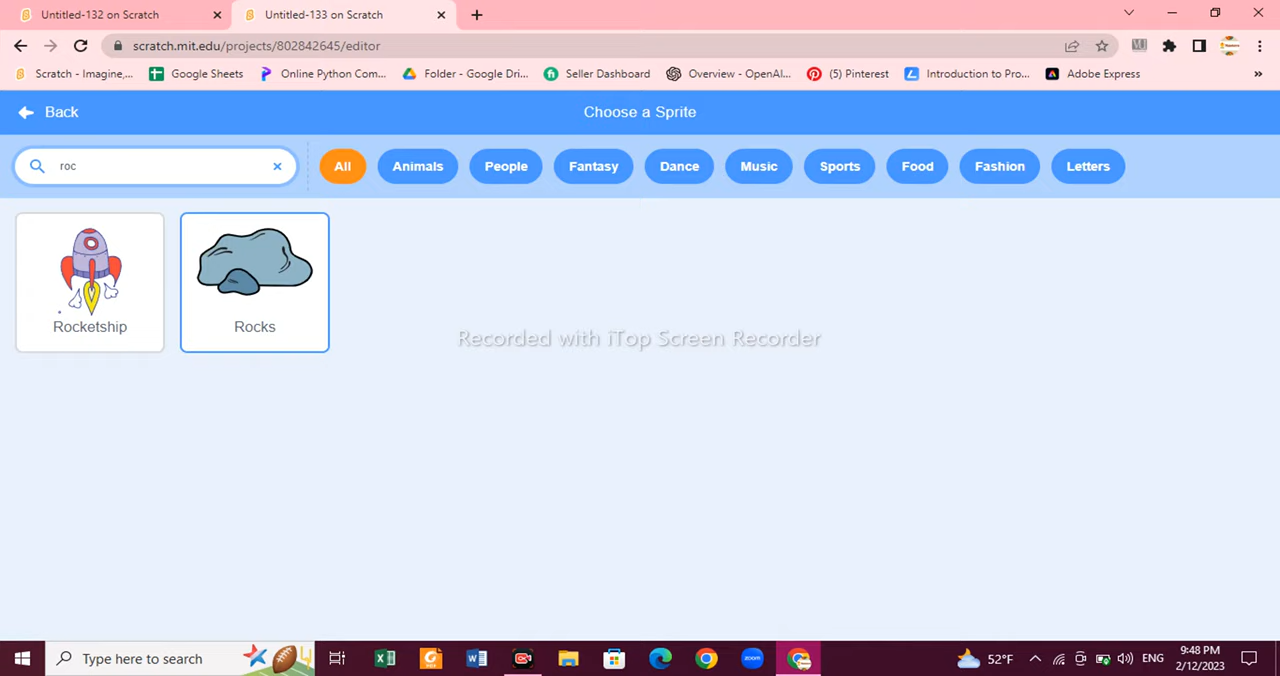 Untitled-132 on Scratch
Untitled-133 on Scratch
scratch.mit.edu/projects/802842645/editor
Scratch - Imagine,...
Google Sheets
Online Python Com...
Folder - Google Dri...
Seller Dashboard
Overview - OpenAI...
(5) Pinterest
Introduction to Pro...
Adobe Express
Back
Choose a Sprite
roc
All
Animals
People
Fantasy
Dance
Music
Sports
Food
Fashion
Letters
Rocketship
Rocks
Recorded with iTop Screen Recorder
Type here to search
zoom
52°F
ENG
9:48 PM
2/12/2023